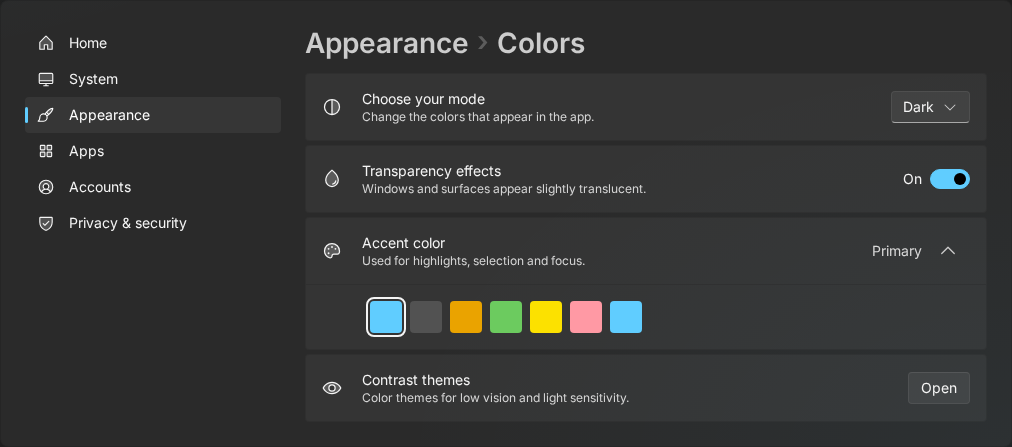 Home
System
Appearance
Apps
Accounts
Privacy & security
Appearance › Colors
Choose your mode
Change the colors that appear in the app.
Dark
Transparency effects
Windows and surfaces appear slightly translucent.
On
Accent color
Used for highlights, selection and focus.
Primary
Contrast themes
Color themes for low vision and light sensitivity.
Open